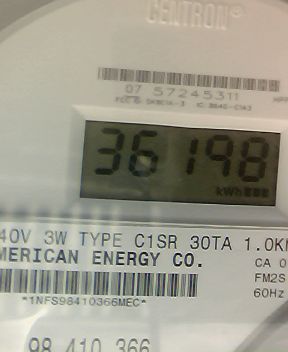 CENTRON®
07 57245311
36198
kWh
40V 3W TYPE C1SR 30TA 1.0K
MERICAN ENERGY CO. CA 0
FM2S
*1NFS98410366MEC* 60Hz
98 410 366